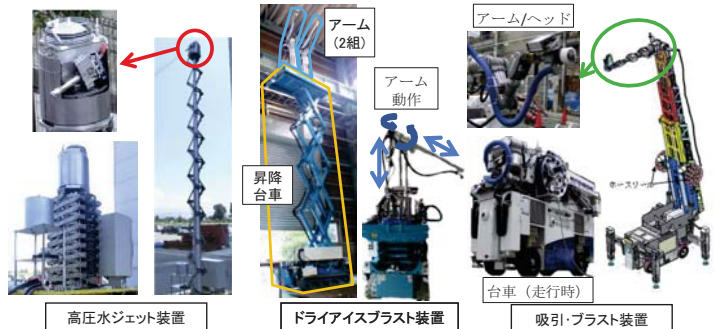 アーム
(2組)
アーム/ヘッド
アーム
動作
昇降
台車
ホースリール
台車（走行時）
高圧水ジェット装置
ドライアイスブラスト装置
吸引･ブラスト装置